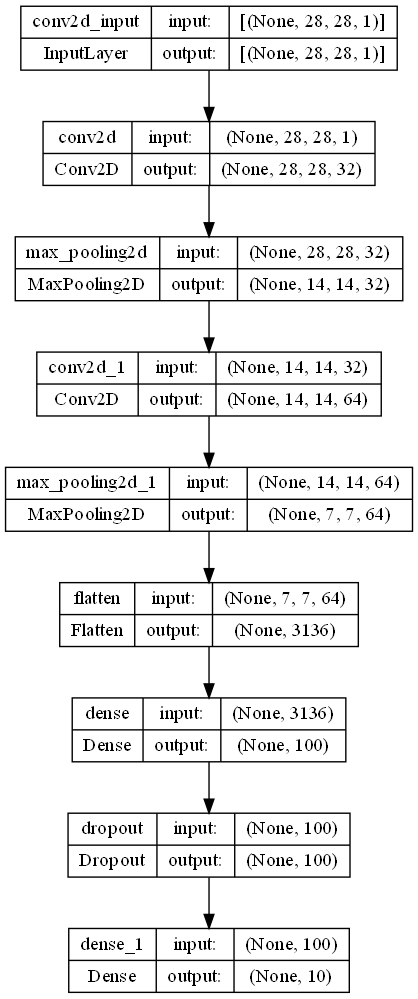 conv2d_input input: [(None, 28, 28, 1)]
InputLayer output: [(None, 28, 28, 1)]
conv2d input: (None, 28, 28, 1)
Conv2D output: (None, 28, 28, 32)
max_pooling2d input: (None, 28, 28, 32)
MaxPooling2D output: (None, 14, 14, 32)
conv2d_1 input: (None, 14, 14, 32)
Conv2D output: (None, 14, 14, 64)
max_pooling2d_1 input: (None, 14, 14, 64)
MaxPooling2D output: (None, 7, 7, 64)
flatten input: (None, 7, 7, 64)
Flatten output: (None, 3136)
dense input: (None, 3136)
Dense output: (None, 100)
dropout input: (None, 100)
Dropout output: (None, 100)
dense_1 input: (None, 100)
Dense output: (None, 10)